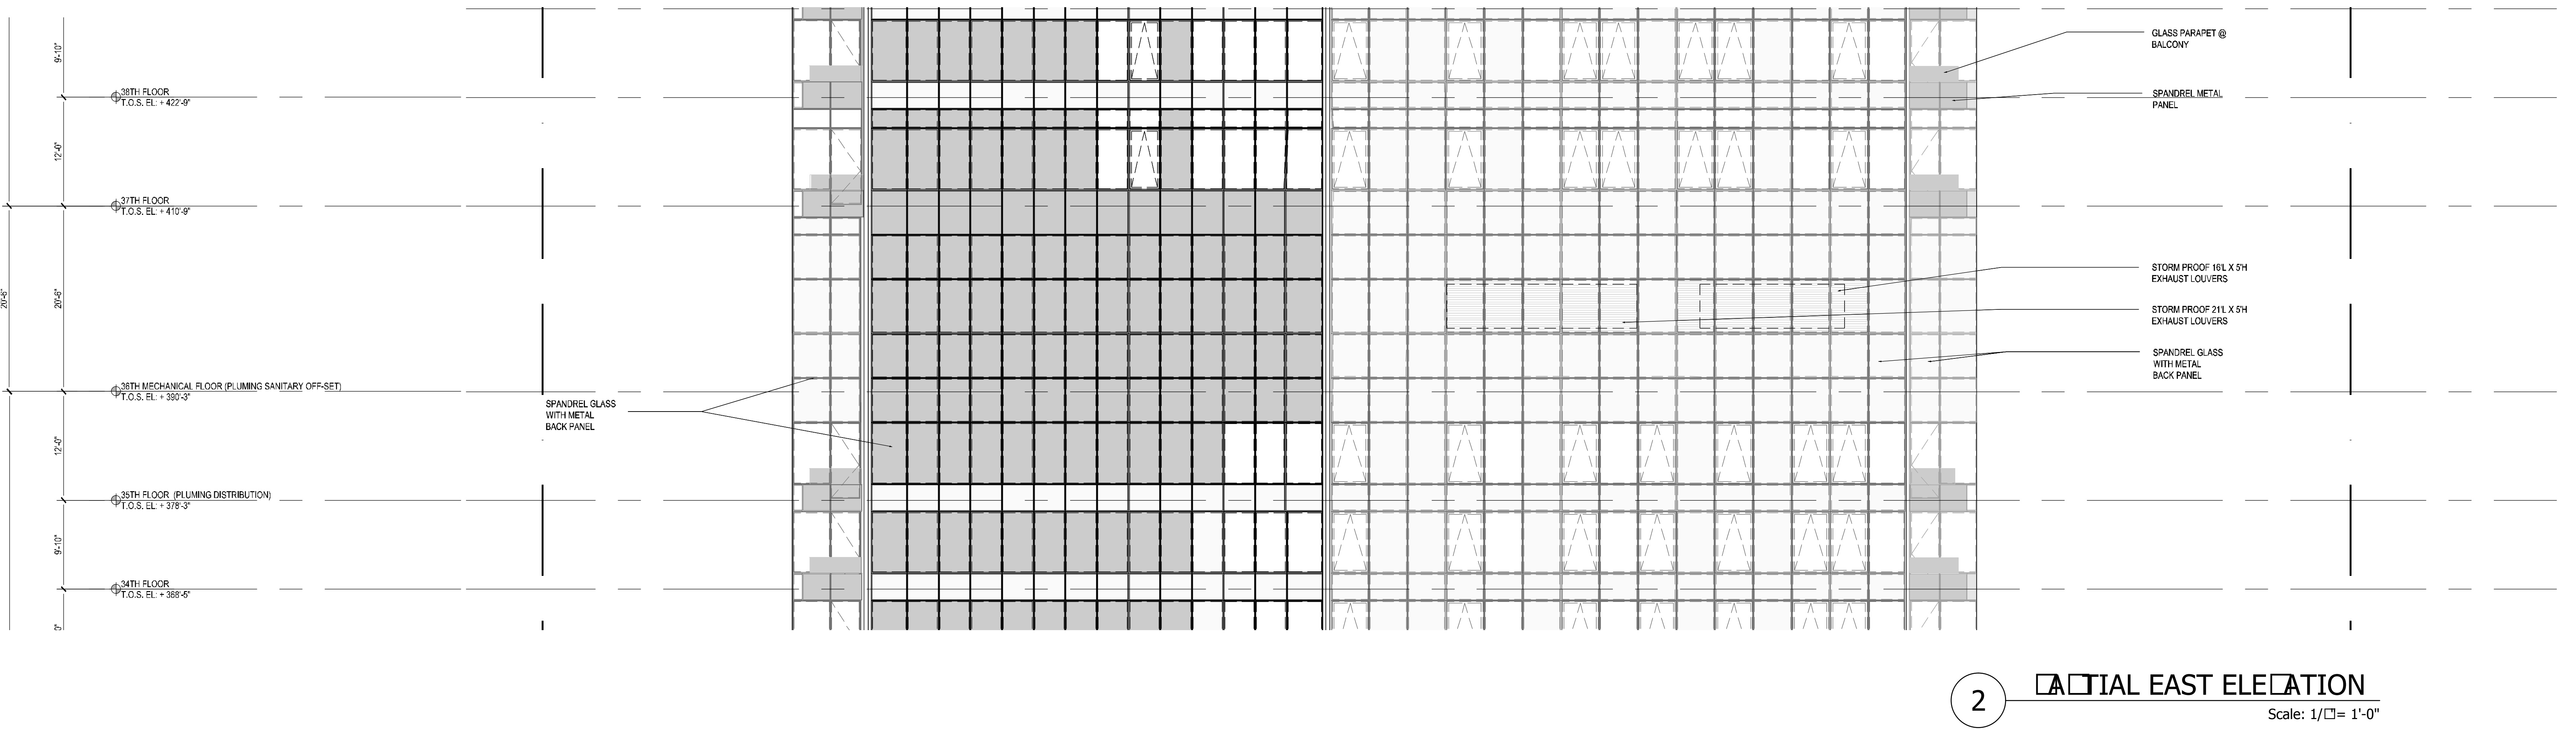 9'-10"
38TH FLOOR
T.O.S. EL: + 422'-9"
12'-0"
37TH FLOOR
T.O.S. EL: + 410'-9"
20'-6"
20'-6"
36TH MECHANICAL FLOOR (PLUMING SANITARY OFF-SET)
T.O.S. EL: + 390'-3"
12'-0"
35TH FLOOR (PLUMING DISTRIBUTION)
T.O.S. EL: + 378'-3"
9'-10"
34TH FLOOR
T.O.S. EL: + 368'-5"
0"
SPANDREL GLASS
WITH METAL
BACK PANEL
GLASS PARAPET @
BALCONY
SPANDREL METAL
PANEL
STORM PROOF 16'L X 5'H
EXHAUST LOUVERS
STORM PROOF 21'L X 5'H
EXHAUST LOUVERS
SPANDREL GLASS
WITH METAL
BACK PANEL
2
□A□TIAL EAST ELE□ATION
Scale: 1/□= 1'-0"